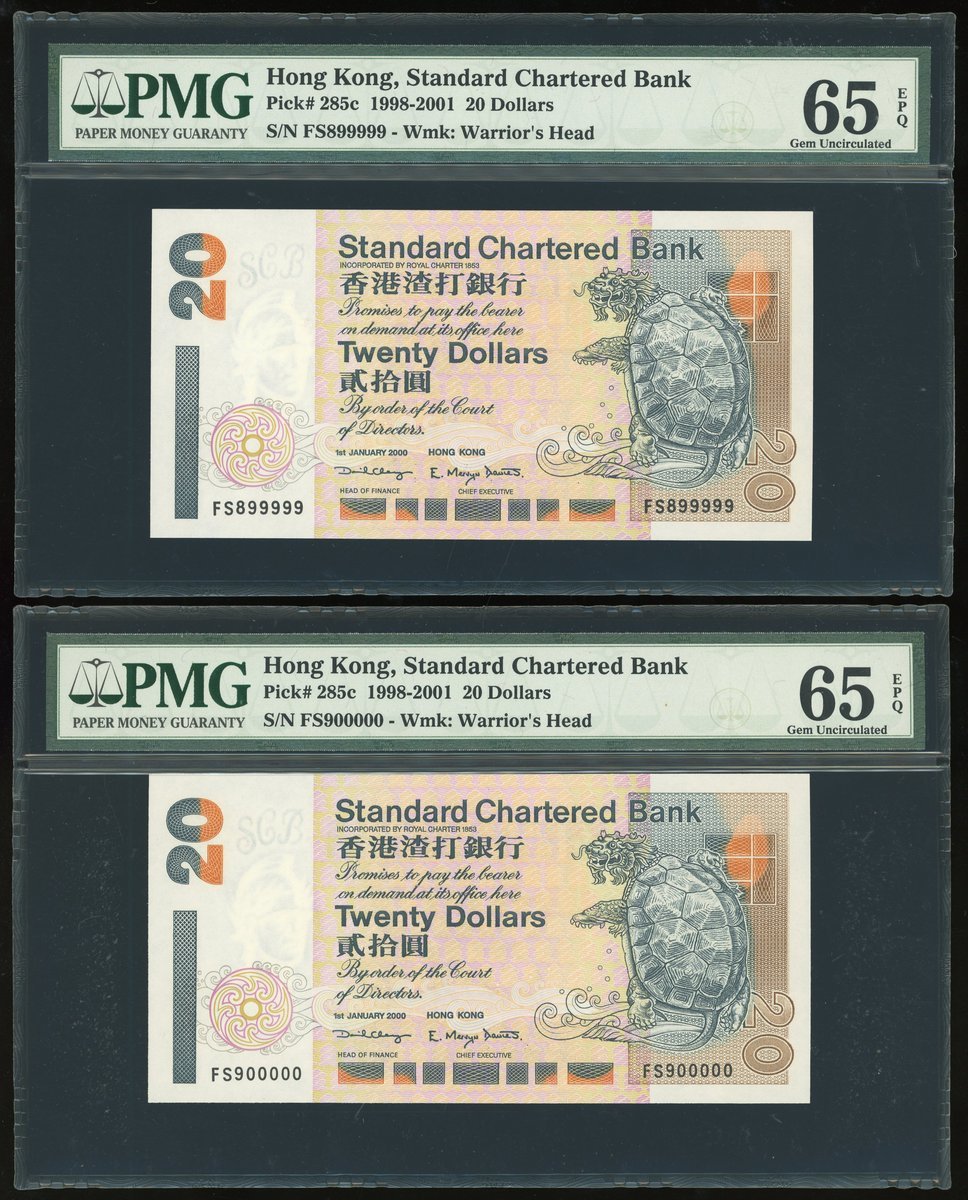 PMG
PAPER MONEY GUARANTY
Hong Kong, Standard Chartered Bank
Pick# 285c 1998-2001 20 Dollars
S/N FS899999 - Wmk: Warrior's Head
65 EPQ
Gem Uncirculated
20
SCB
Standard Chartered Bank
INCORPORATED BY ROYAL CHARTER 1853
香港渣打銀行
Promises to pay the bearer
on demand at its office here
Twenty Dollars
貳拾圓
By order of the Court
of Directors.
1st JANUARY 2000 HONG KONG
E. Mervyn Davies.
HEAD OF FINANCE CHIEF EXECUTIVE
FS899999
FS899999
20
PMG
PAPER MONEY GUARANTY
Hong Kong, Standard Chartered Bank
Pick# 285c 1998-2001 20 Dollars
S/N FS900000 - Wmk: Warrior's Head
65 EPQ
Gem Uncirculated
20
SCB
Standard Chartered Bank
INCORPORATED BY ROYAL CHARTER 1853
香港渣打銀行
Promises to pay the bearer
on demand at its office here
Twenty Dollars
貳拾圓
By order of the Court
of Directors.
1st JANUARY 2000 HONG KONG
E. Mervyn Davies.
HEAD OF FINANCE CHIEF EXECUTIVE
FS900000
FS900000
20